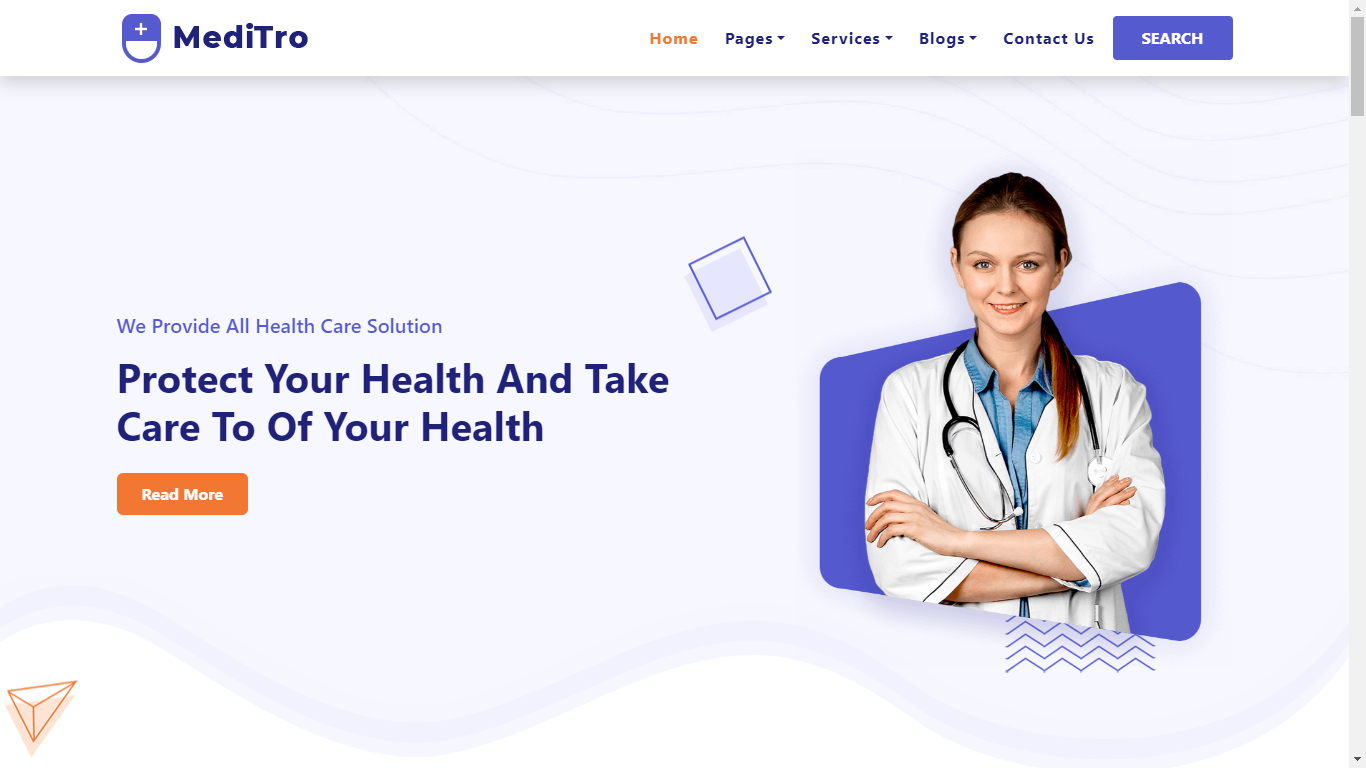 MediTro
Home Pages Services Blogs Contact Us SEARCH
We Provide All Health Care Solution
Protect Your Health And Take
Care To Of Your Health
Read More